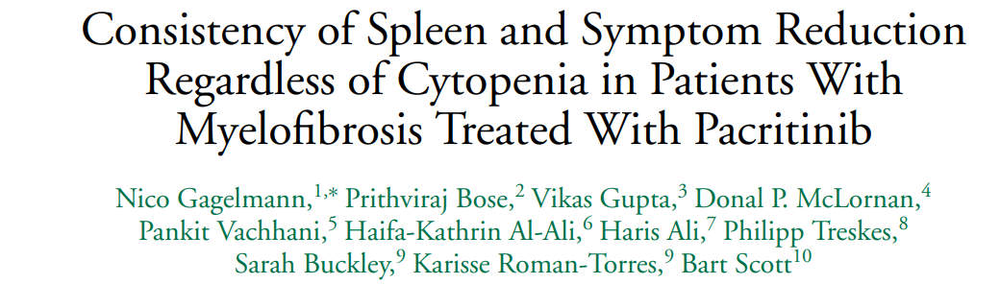 Consistency of Spleen and Symptom Reduction
Regardless of Cytopenia in Patients With
Myelofibrosis Treated With Pacritinib
Nico Gagelmann,1,* Prithviraj Bose,2 Vikas Gupta,3 Donal P. McLornan,4
Pankit Vachhani,5 Haifa-Kathrin Al-Ali,6 Haris Ali,7 Philipp Treskes,8
Sarah Buckley,9 Karisse Roman-Torres,9 Bart Scott10